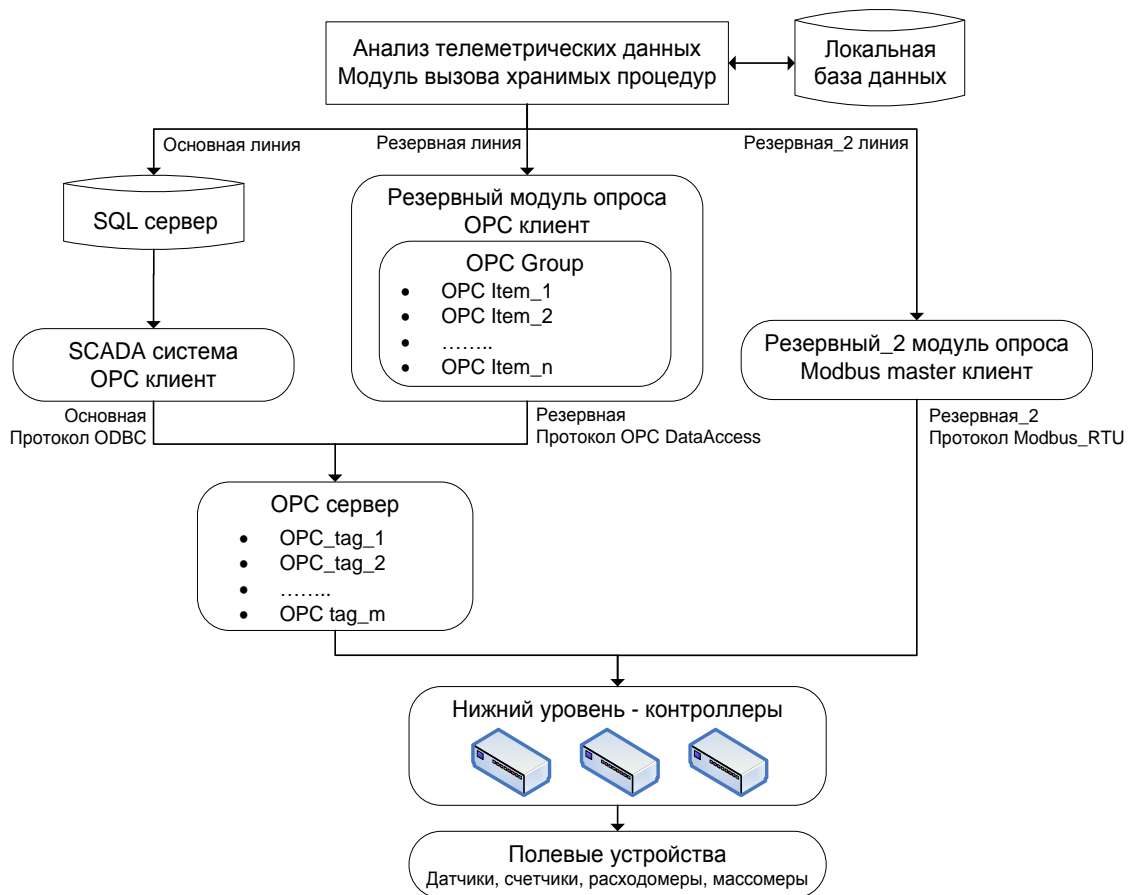 Анализ телеметрических данных
Модуль вызова хранимых процедур
Локальная
база данных
Основная линия
Резервная линия
Резервная_2 линия
SQL сервер
Резервный модуль опроса
OPC клиент
OPC Group
• OPC Item_1
• OPC Item_2
• ……..
• OPC Item_n
SCADA система
OPC клиент
Резервный_2 модуль опроса
Modbus master клиент
Основная
Протокол ODBC
Резервная
Протокол OPC DataAccess
Резервная_2
Протокол Modbus_RTU
OPC сервер
• OPC_tag_1
• OPC_tag_2
• ……..
• OPC tag_m
Нижний уровень - контроллеры
Полевые устройства
Датчики, счетчики, расходомеры, массомеры